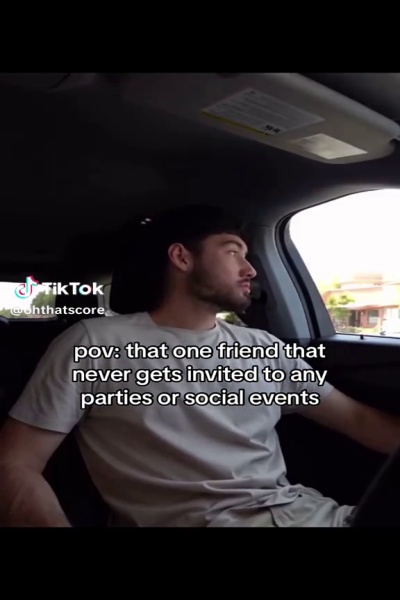 TikTok
@ohthatscore
pov: that one friend that
never gets invited to any
parties or social events